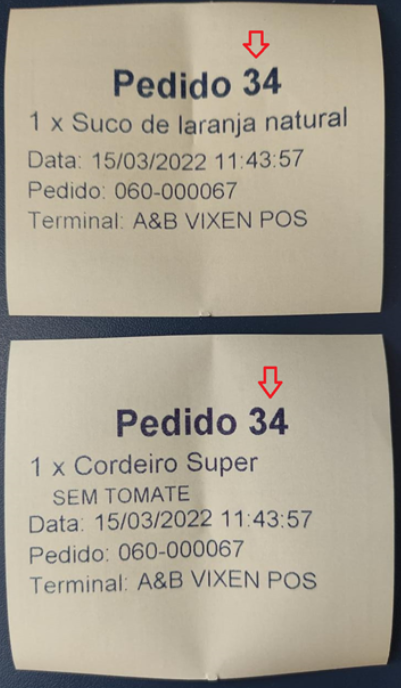 Pedido 34
1 x Suco de laranja natural
Data: 15/03/2022 11:43:57
Pedido: 060-000067
Terminal: A&B VIXEN POS
Pedido 34
1 x Cordeiro Super
SEM TOMATE
Data: 15/03/2022 11:43:57
Pedido: 060-000067
Terminal: A&B VIXEN POS